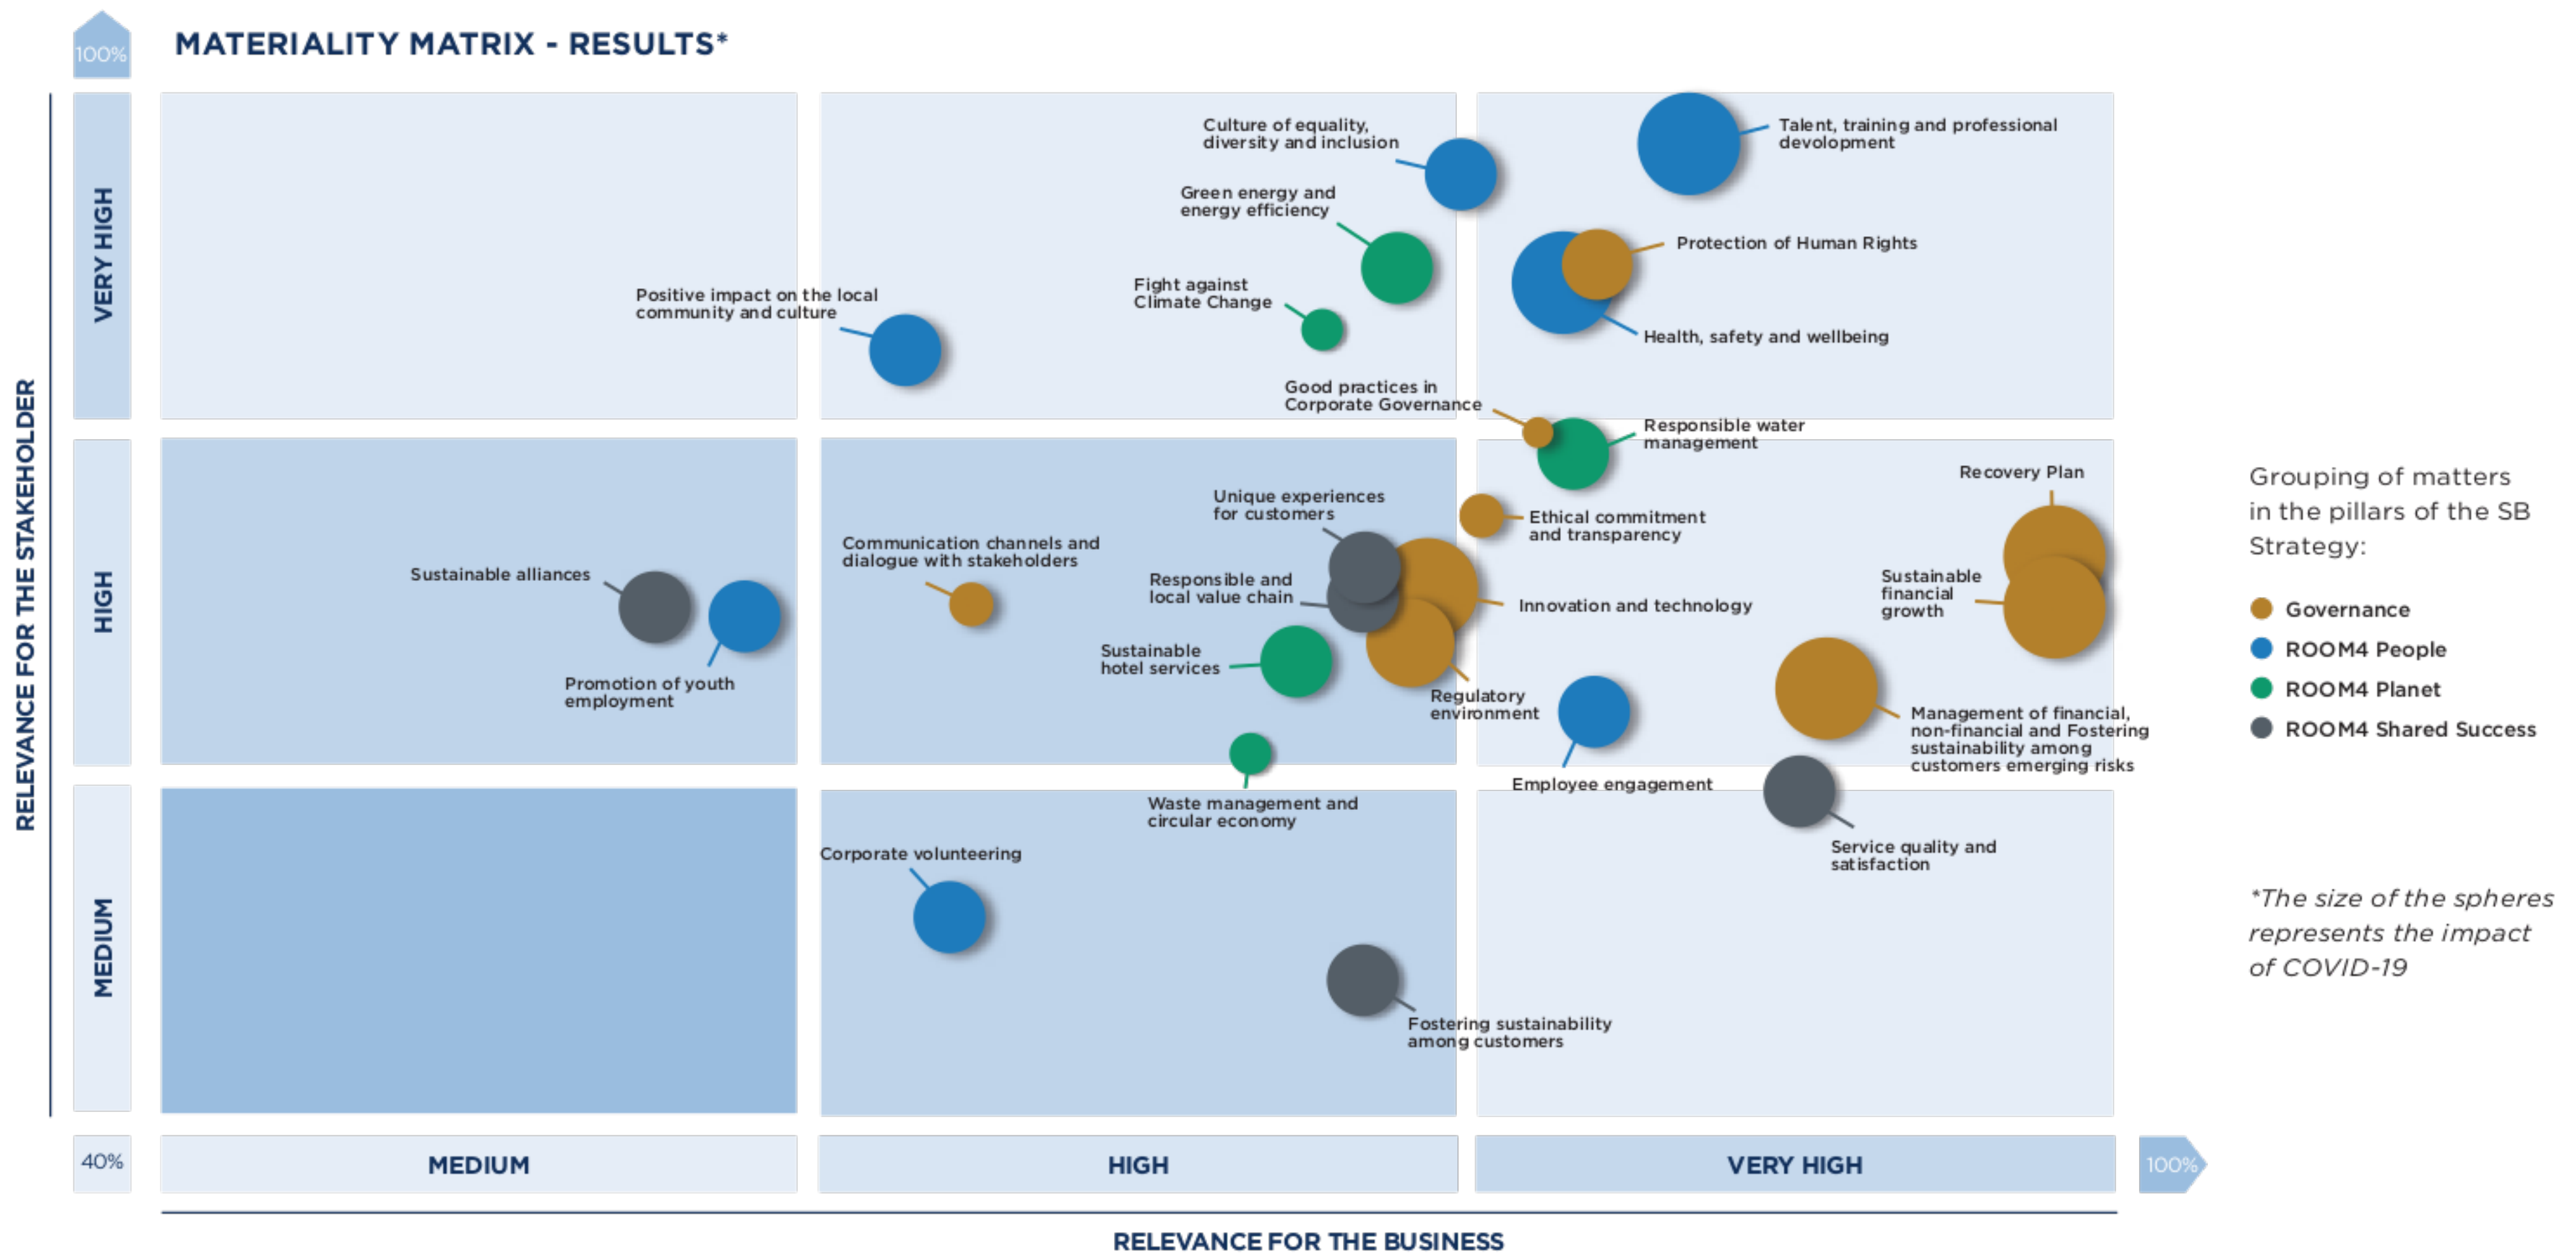 100%
MATERIALITY MATRIX - RESULTS*
RELEVANCE FOR THE STAKEHOLDER
VERY HIGH
HIGH
MEDIUM
Culture of equality,
diversity and inclusion
Talent, training and professional
devolopment
Green energy and
energy efficiency
Protection of Human Rights
Fight against
Climate Change
Positive impact on the local
community and culture
Health, safety and wellbeing
Good practices in
Corporate Governance
Responsible water
management
Recovery Plan
Unique experiences
for customers
Ethical commitment
and transparency
Communication channels and
dialogue with stakeholders
Sustainable alliances
Responsible and
local value chain
Sustainable
financial
growth
Innovation and technology
Sustainable
hotel services
Promotion of youth
employment
Regulatory
environment
Management of financial,
non-financial and Fostering
sustainability among
customers emerging risks
Employee engagement
Waste management and
circular economy
Service quality and
satisfaction
Corporate volunteering
Fostering sustainability
among customers
40%
MEDIUM
HIGH
VERY HIGH
100%
RELEVANCE FOR THE BUSINESS
Grouping of matters
in the pillars of the SB
Strategy:
Governance
ROOM4 People
ROOM4 Planet
ROOM4 Shared Success
*The size of the spheres
represents the impact
of COVID-19